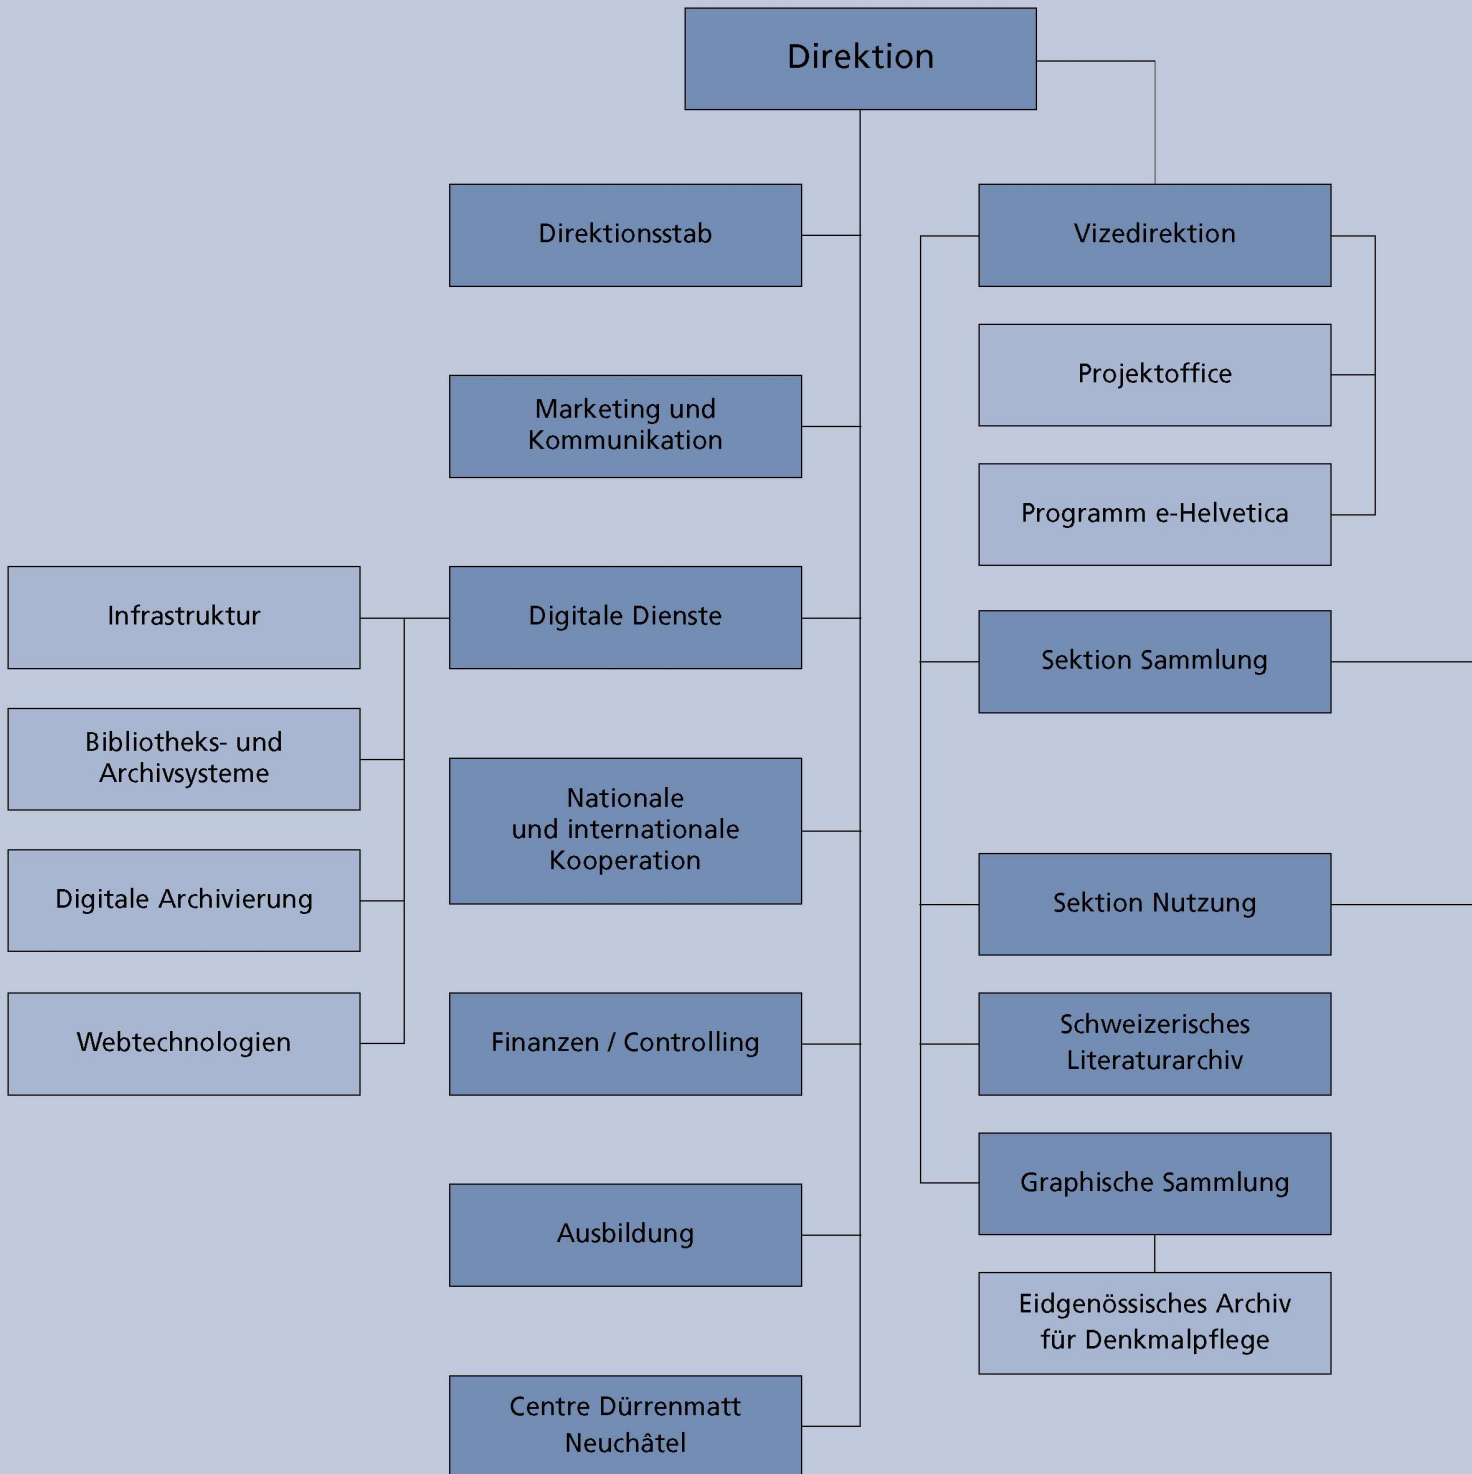 Direktion
Direktionsstab
Marketing und
Kommunikation
Digitale Dienste
Infrastruktur
Bibliotheks- und
Archivsysteme
Digitale Archivierung
Webtechnologien
Nationale
und internationale
Kooperation
Finanzen / Controlling
Ausbildung
Centre Dürrenmatt
Neuchâtel
Vizedirektion
Projektoffice
Programm e-Helvetica
Sektion Sammlung
Sektion Nutzung
Schweizerisches
Literaturarchiv
Graphische Sammlung
Eidgenössisches Archiv
für Denkmalpflege